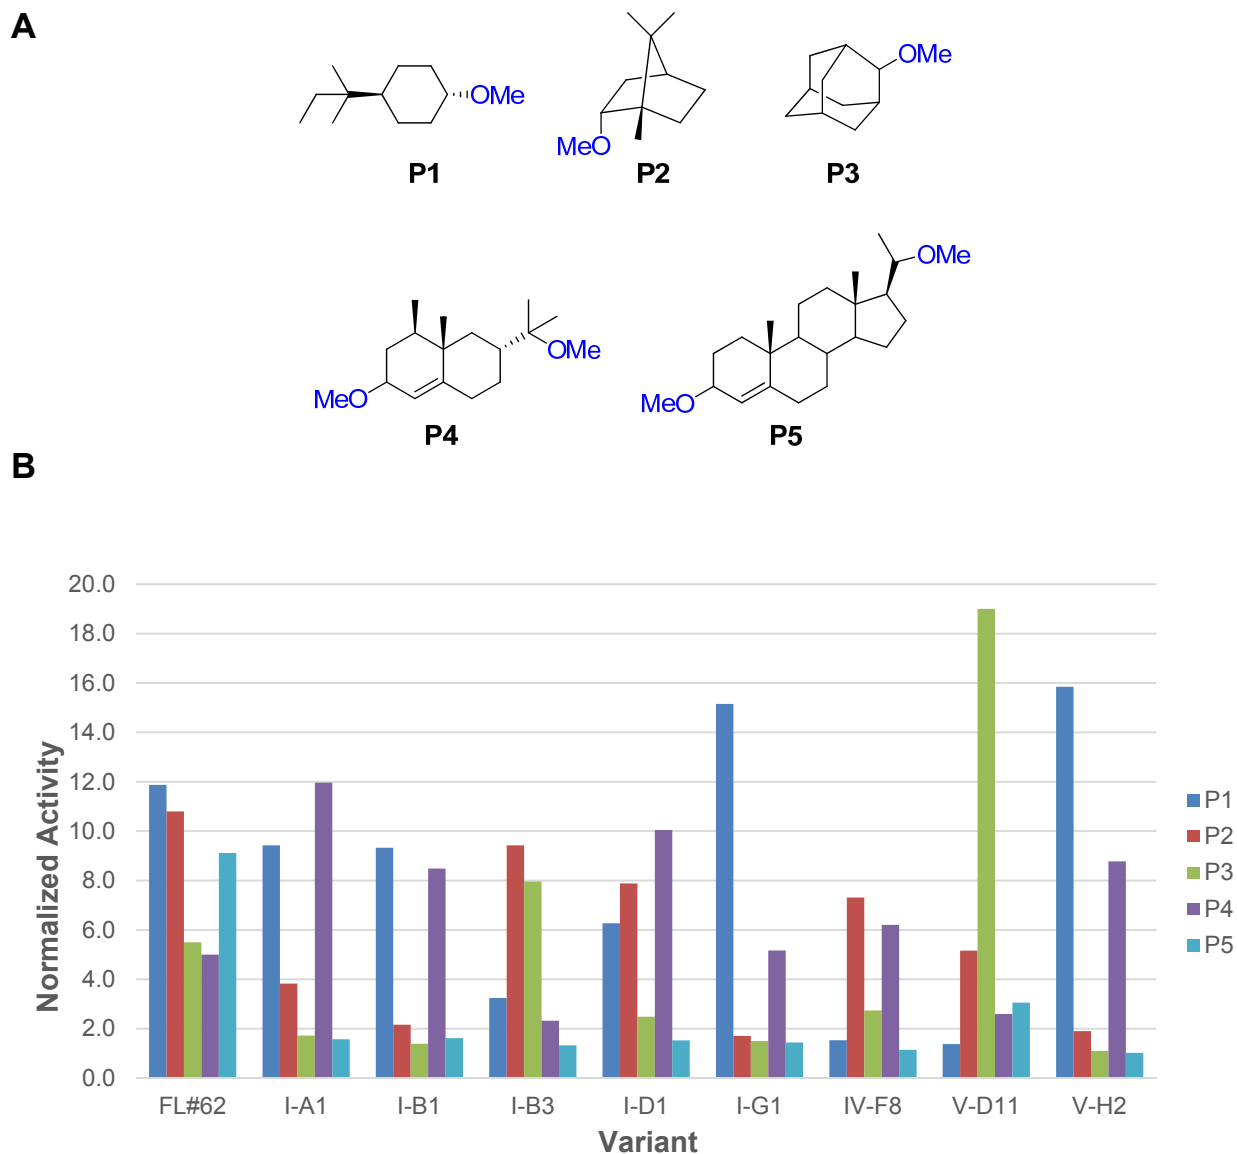 A
OMe
MeO
P1
P2
OMe
P3
MeO
OMe
P4
MeO
OMe
P5
B
20.0
18.0
16.0
14.0
12.0
10.0
8.0
6.0
4.0
2.0
0.0
Normalized Activity
FL#62 I-A1 I-B1 I-B3 I-D1 I-G1 IV-F8 V-D11 V-H2
Variant
P1
P2
P3
P4
P5